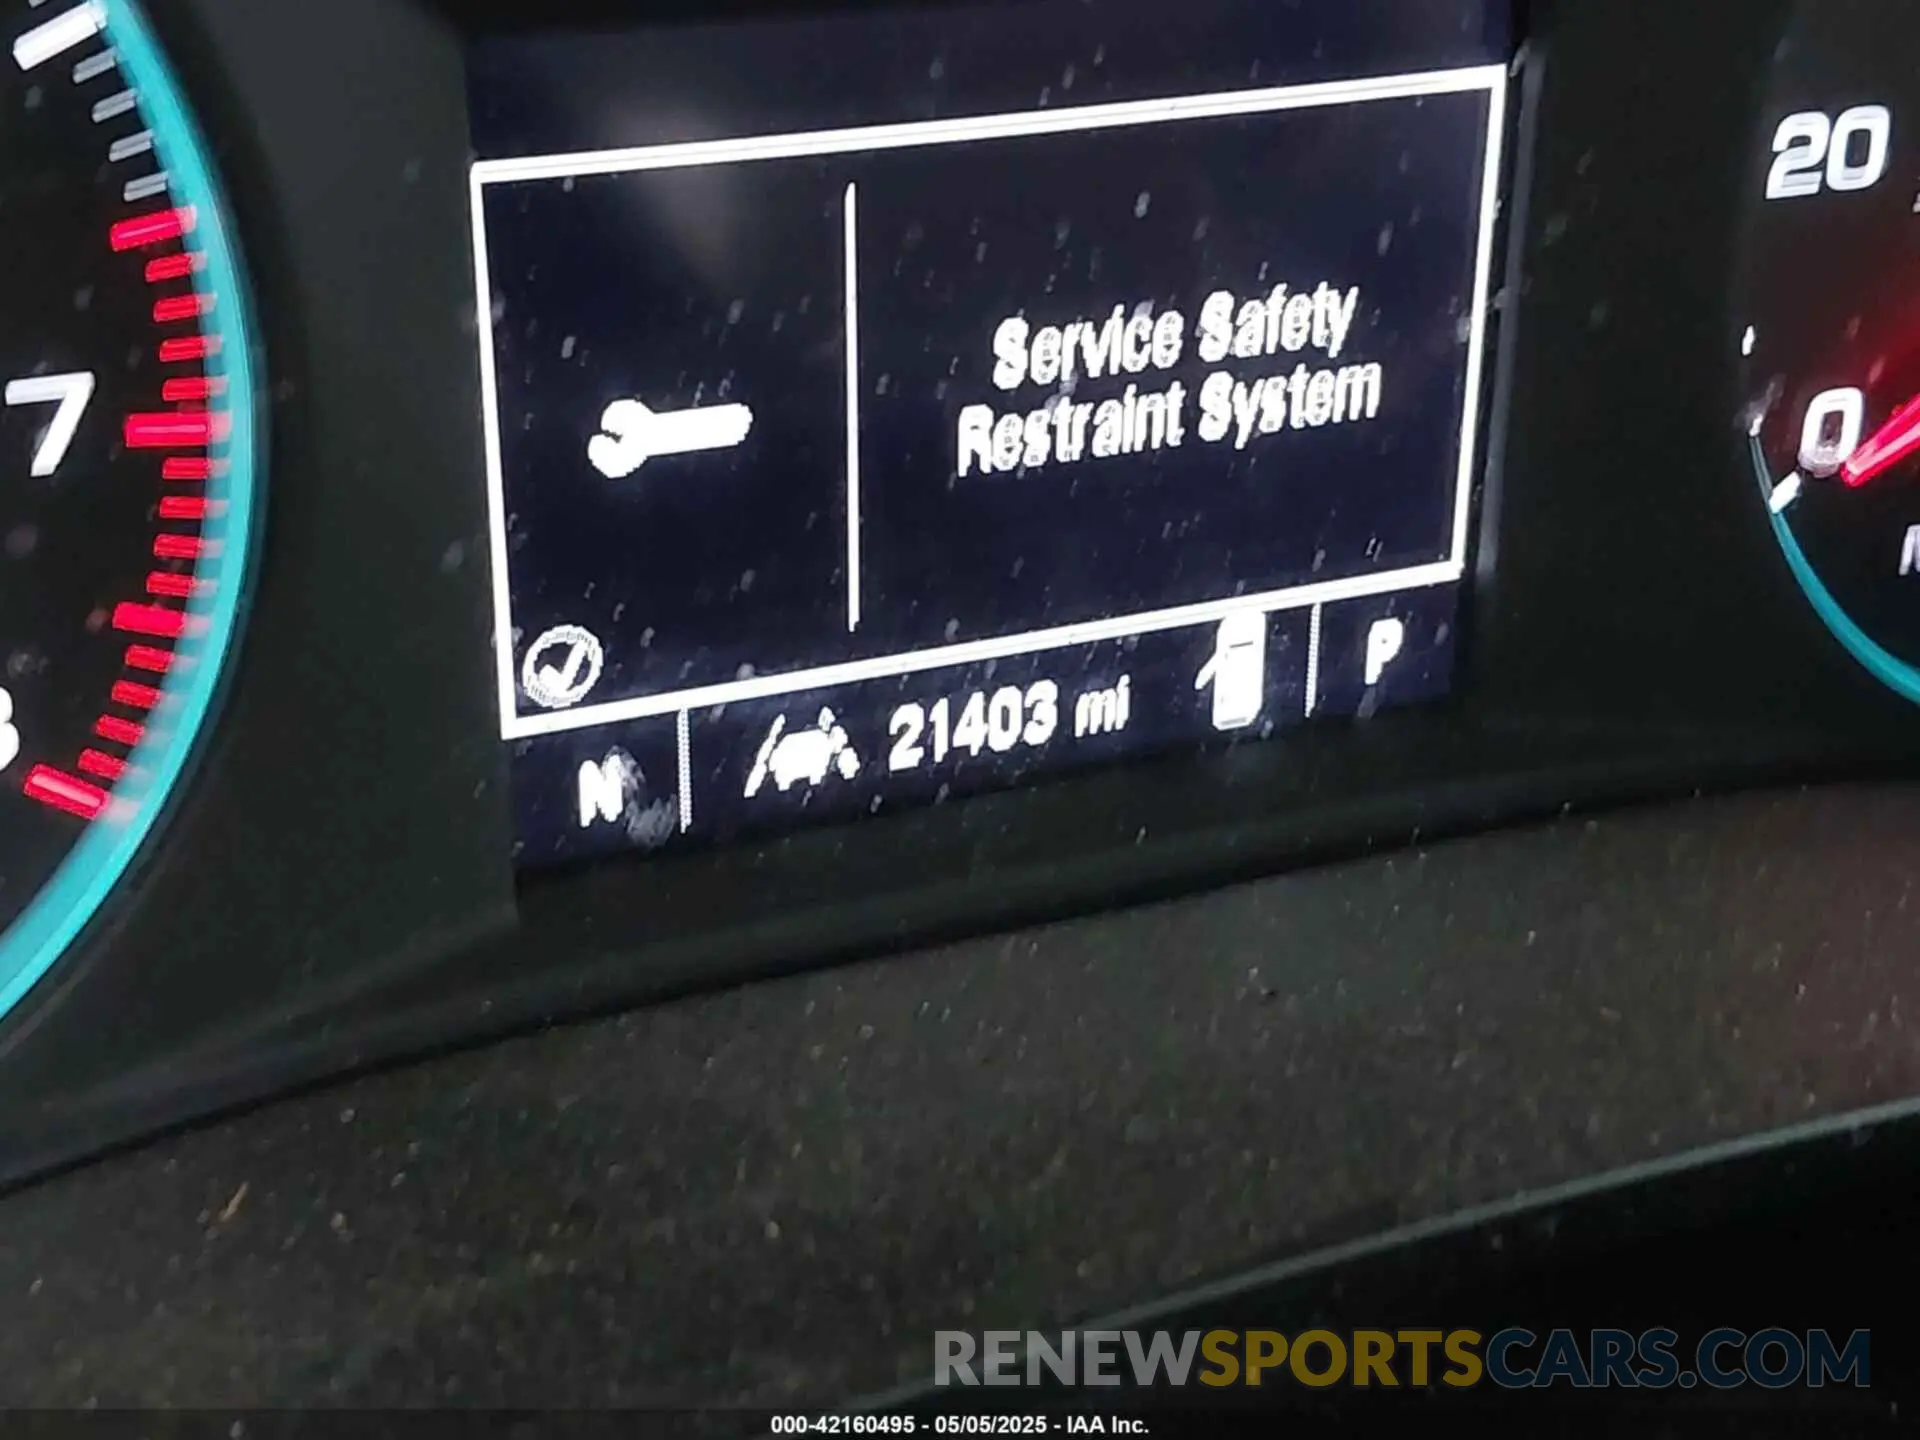 7
20
0
Service Safety
Restraint System
N 21403 mi P
RENEWSPORTSCARS.COM
000-42160495 - 05/05/2025 - IAA Inc.